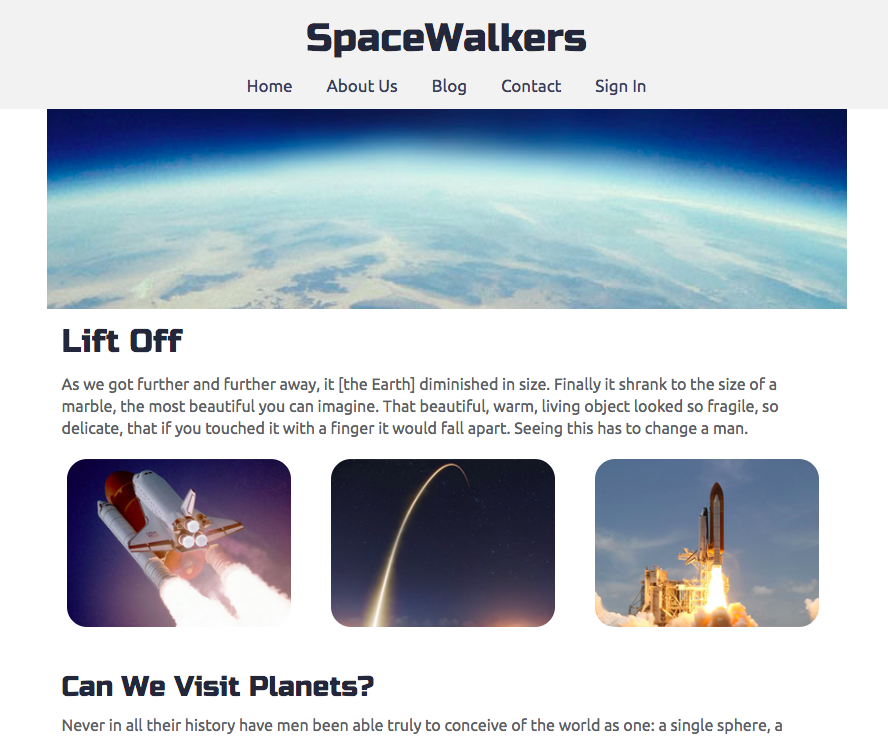 SpaceWalkers
Home About Us Blog Contact Sign In
Lift Off
As we got further and further away, it [the Earth] diminished in size. Finally it shrank to the size of a
marble, the most beautiful you can imagine. That beautiful, warm, living object looked so fragile, so
delicate, that if you touched it with a finger it would fall apart. Seeing this has to change a man.
Can We Visit Planets?
Never in all their history have men been able truly to conceive of the world as one: a single sphere, a